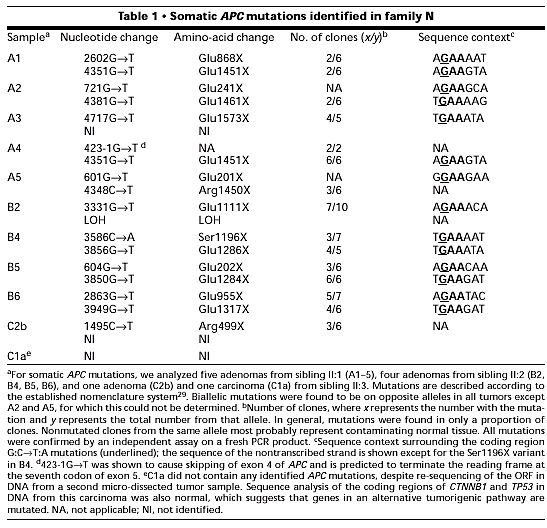 Table 1 • Somatic APC mutations identified in family N
Sampleᵃ Nucleotide change Amino-acid change No. of clones (x/y)ᵇ Sequence contextᶜ
A1 2602G→T Glu868X 2/6 AGAAAAT
4351G→T Glu1451X 2/6 AGAAGTA
A2 721G→T Glu241X NA AGAAGCA
4381G→T Glu1461X 2/6 TGAAAAG
A3 4717G→T Glu1573X 4/5 TGAAATA
NI NI
A4 423-1G→T ᵈ NA 2/2 NA
4351G→T Glu1451X 6/6 AGAAGTA
A5 601G→T Glu201X NA GGAAGAA
4348C→T Arg1450X 3/6 NA
B2 3331G→T Glu1111X 7/10 AGAAACA
LOH LOH NA
B4 3586C→A Ser1196X 3/7 TGAAAAT
3856G→T Glu1286X 4/5 TGAAATA
B5 604G→T Glu202X 3/6 AGAACAA
3850G→T Glu1284X 6/6 TGAAGAT
B6 2863G→T Glu955X 5/7 AGAATAC
3949G→T Glu1317X 4/6 TGAAGAT
C2b 1495C→T Arg499X 3/6 NA
NI NI
C1aᵉ NI NI
ᵃFor somatic APC mutations, we analyzed five adenomas from sibling II:1 (A1–5), four adenomas from sibling II:2 (B2,
B4, B5, B6), and one adenoma (C2b) and one carcinoma (C1a) from sibling II:3. Mutations are described according to
the established nomenclature system²⁹. Biallelic mutations were found to be on opposite alleles in all tumors except
A2 and A5, for which this could not be determined. ᵇNumber of clones, where x represents the number with the muta-
tion and y represents the total number from that allele. In general, mutations were found in only a proportion of
clones. Nonmutated clones from the same allele most probably represent contaminating normal tissue. All mutations
were confirmed by an independent assay on a fresh PCR product. ᶜSequence context surrounding the coding region
G:C→T:A mutations (underlined); the sequence of the nontranscribed strand is shown except for the Ser1196X variant
in B4. ᵈ423-1G→T was shown to cause skipping of exon 4 of APC and is predicted to terminate the reading frame at
the seventh codon of exon 5. ᵉC1a did not contain any identified APC mutations, despite re-sequencing of the ORF in
DNA from a second micro-dissected tumor sample. Sequence analysis of the coding regions of CTNNB1 and TP53 in
DNA from this carcinoma was also normal, which suggests that genes in an alternative tumorigenic pathway are
mutated. NA, not applicable; NI, not identified.